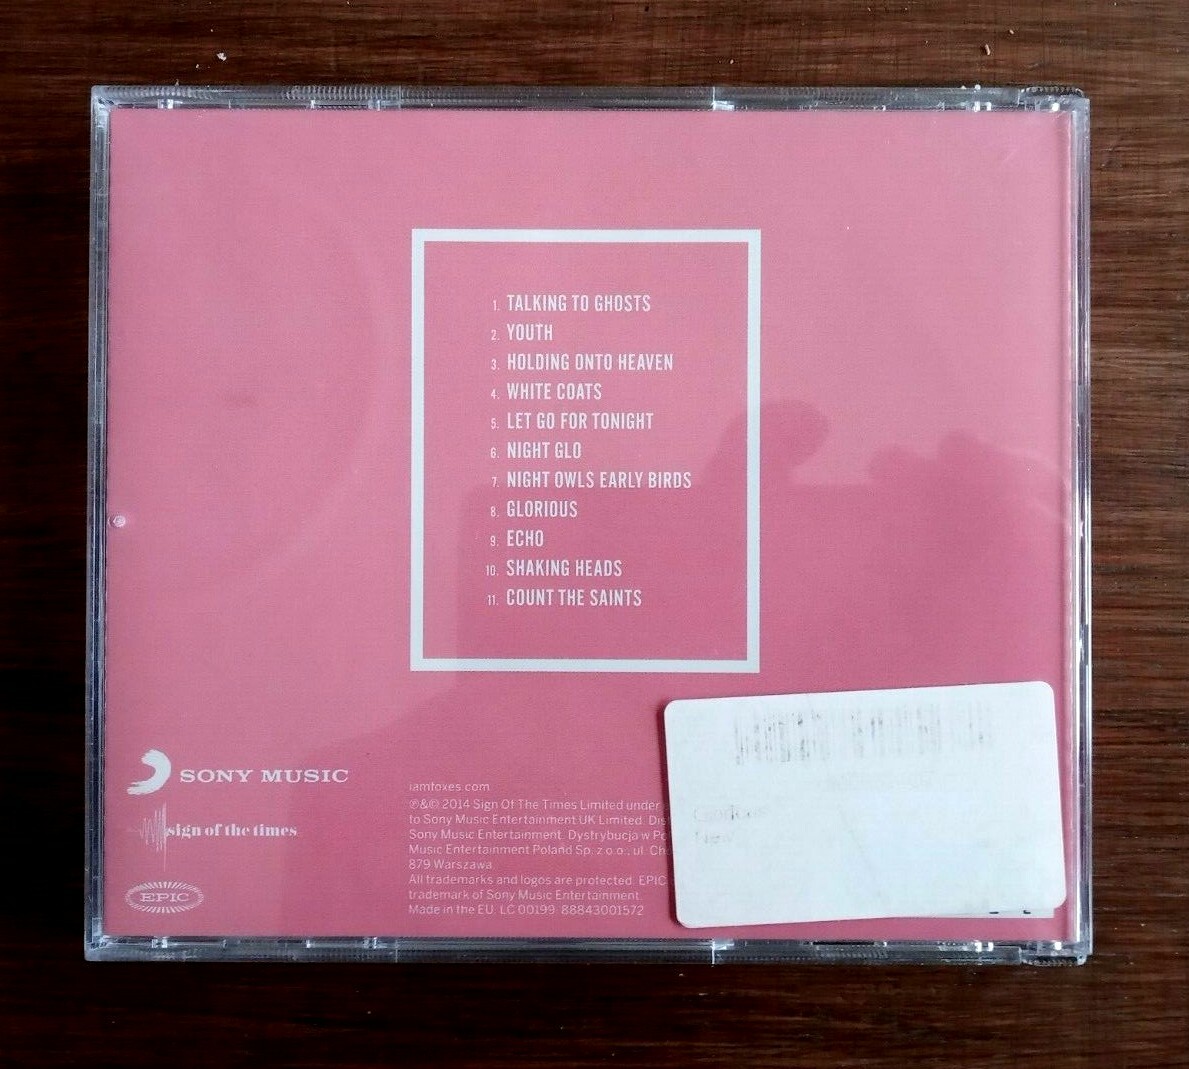 1. TALKING TO GHOSTS
2. YOUTH
3. HOLDING ONTO HEAVEN
4. WHITE COATS
5. LET GO FOR TONIGHT
6. NIGHT GLO
7. NIGHT OWLS EARLY BIRDS
8. GLORIOUS
9. ECHO
10. SHAKING HEADS
11. COUNT THE SAINTS
SONY MUSIC
sign of the times
EPIC
iamfoxes.com
℗&© 2014 Sign Of The Times Limited under
to Sony Music Entertainment UK Limited.
Sony Music Entertainment. Dystrybucja w
Music Entertainment Poland Sp. z o.o., ul.
879 Warszawa.
All trademarks and logos are protected. EPIC
trademark of Sony Music Entertainment.
Made in the EU. LC 00199. 88843001572